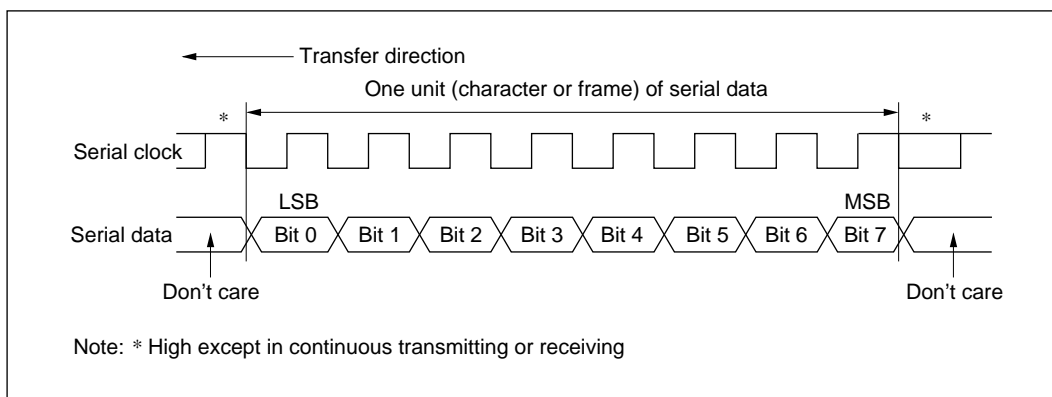 Transfer direction
One unit (character or frame) of serial data
* *
Serial clock
LSB MSB
Serial data Bit 0 Bit 1 Bit 2 Bit 3 Bit 4 Bit 5 Bit 6 Bit 7
Don't care Don't care
Note: * High except in continuous transmitting or receiving